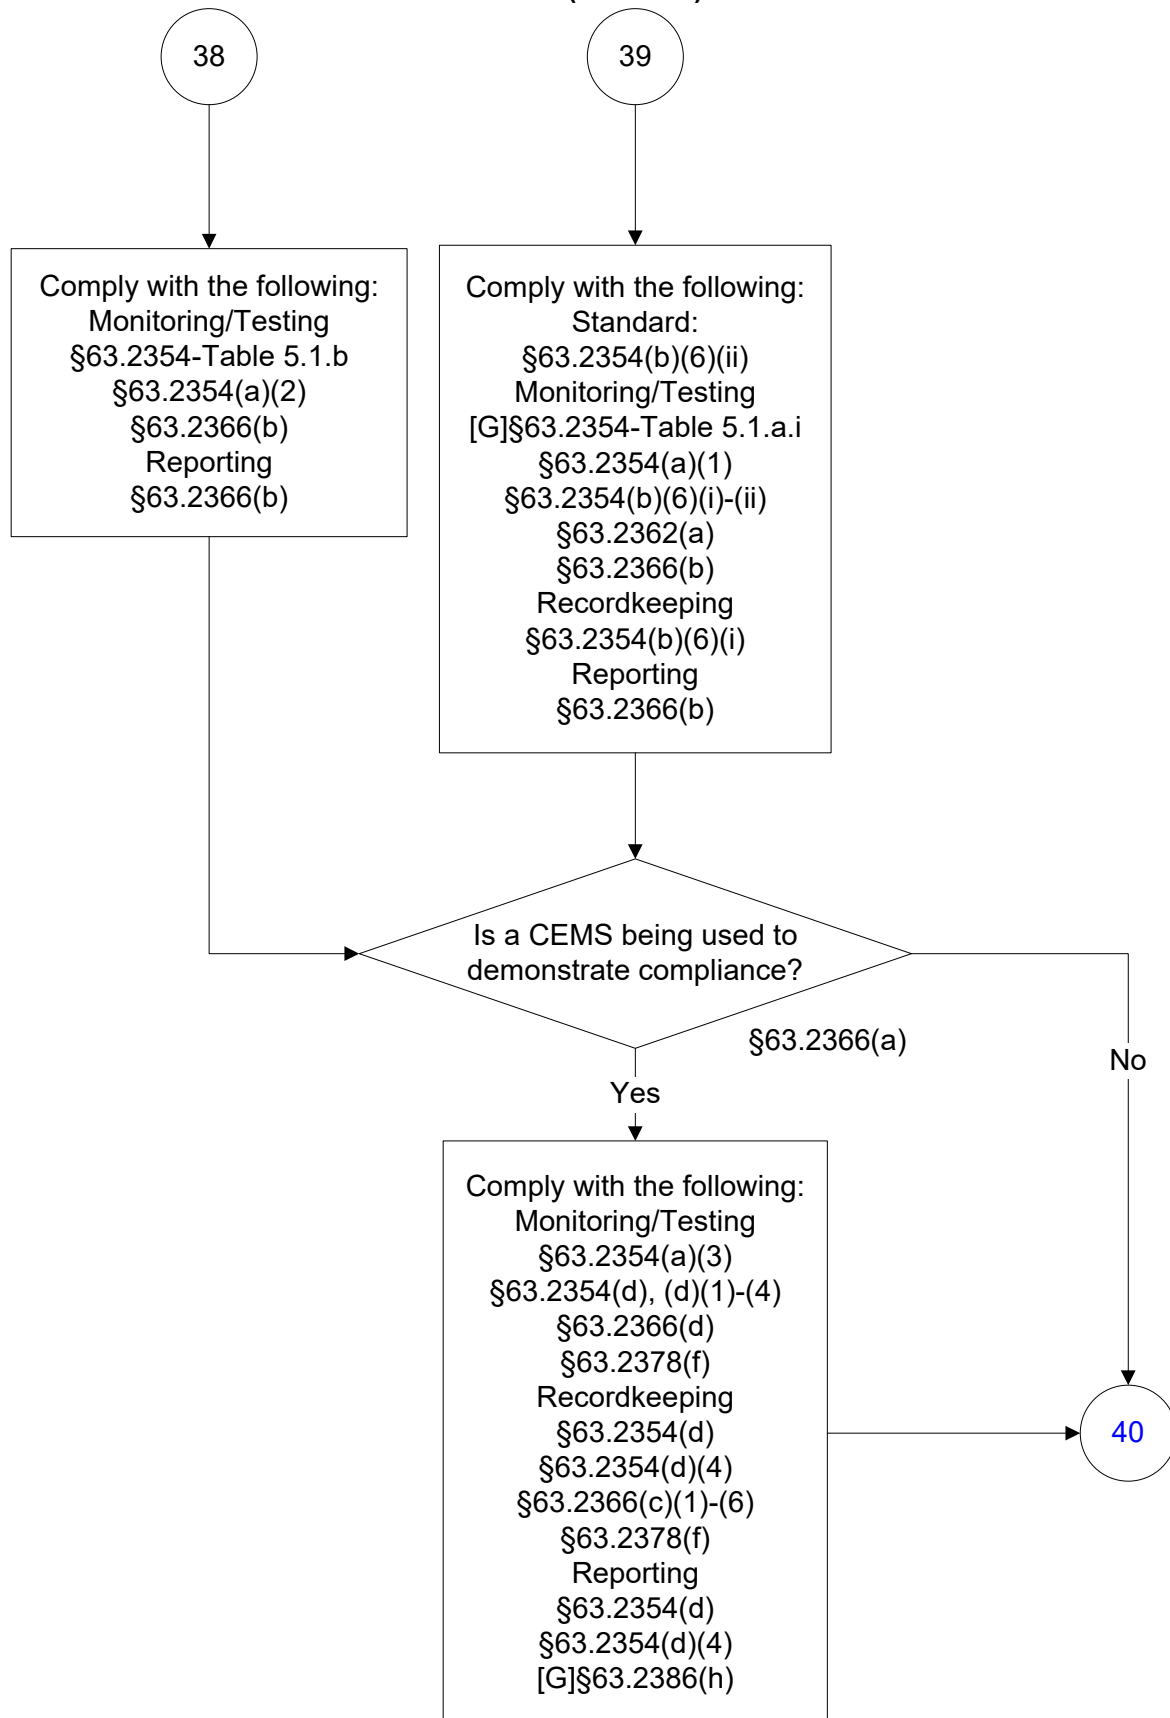 38
39
Comply with the following:
Monitoring/Testing
§63.2354-Table 5.1.b
§63.2354(a)(2)
§63.2366(b)
Reporting
§63.2366(b)
Comply with the following:
Standard:
§63.2354(b)(6)(ii)
Monitoring/Testing
[G]§63.2354-Table 5.1.a.i
§63.2354(a)(1)
§63.2354(b)(6)(i)-(ii)
§63.2362(a)
§63.2366(b)
Recordkeeping
§63.2354(b)(6)(i)
Reporting
§63.2366(b)
Is a CEMS being used to
demonstrate compliance?
§63.2366(a)
No
Yes
Comply with the following:
Monitoring/Testing
§63.2354(a)(3)
§63.2354(d), (d)(1)-(4)
§63.2366(d)
§63.2378(f)
Recordkeeping
§63.2354(d)
§63.2354(d)(4)
§63.2366(c)(1)-(6)
§63.2378(f)
Reporting
§63.2354(d)
§63.2354(d)(4)
[G]§63.2386(h)
40